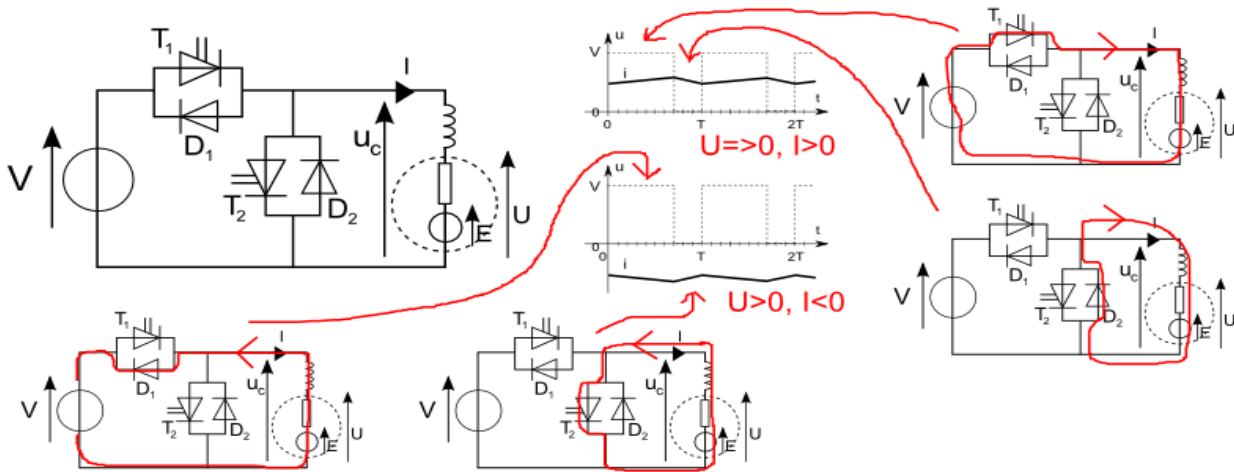 T1
I
D1
V
uc
T2
D2
E
U
u
V
i
t
0
T
2T
U=>0, I>0
u
V
t
0
T
2T
i
U>0, I<0
T1
I
D1
V
uc
T2
D2
E
U
T1
I
D1
V
uc
T2
D2
E
U
T1
I
D1
V
uc
T2
D2
E
U
T1
I
D1
V
uc
T2
D2
E
U